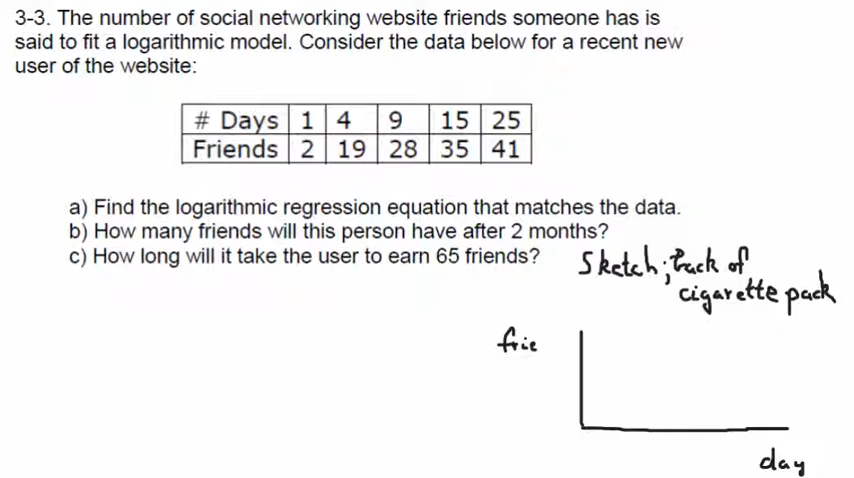 3-3. The number of social networking website friends someone has is
said to fit a logarithmic model. Consider the data below for a recent new
user of the website:
# Days 1 4 9 15 25
Friends 2 19 28 35 41
a) Find the logarithmic regression equation that matches the data.
b) How many friends will this person have after 2 months?
c) How long will it take the user to earn 65 friends?
Sketch; back of
cigarette pack
frie
day